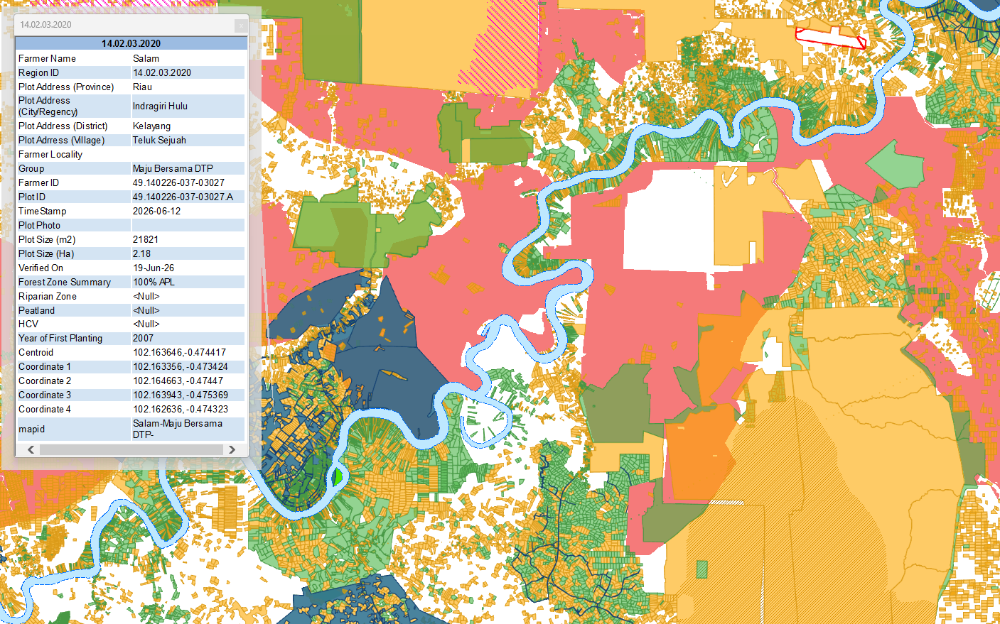 14.02.03.2020
x
14.02.03.2020
Farmer Name Salam
Region ID 14.02.03.2020
Plot Address (Province) Riau
Plot Address
(City/Regency) Indragiri Hulu
Plot Address (District) Kelayang
Plot Adrress (Village) Teluk Sejuah
Farmer Locality
Group Maju Bersama DTP
Farmer ID 49.140226-037-03027
Plot ID 49.140226-037-03027.A
TimeStamp 2026-06-12
Plot Photo
Plot Size (m2) 21821
Plot Size (Ha) 2.18
Verified On 19-Jun-26
Forest Zone Summary 100% APL
Riparian Zone <Null>
Peatland <Null>
HCV <Null>
Year of First Planting 2007
Centroid 102.163646,-0.474417
Coordinate 1 102.163356, -0.473424
Coordinate 2 102.164663, -0.47447
Coordinate 3 102.163943, -0.475369
Coordinate 4 102.162636, -0.474323
mapid Salam-Maju Bersama
DTP-